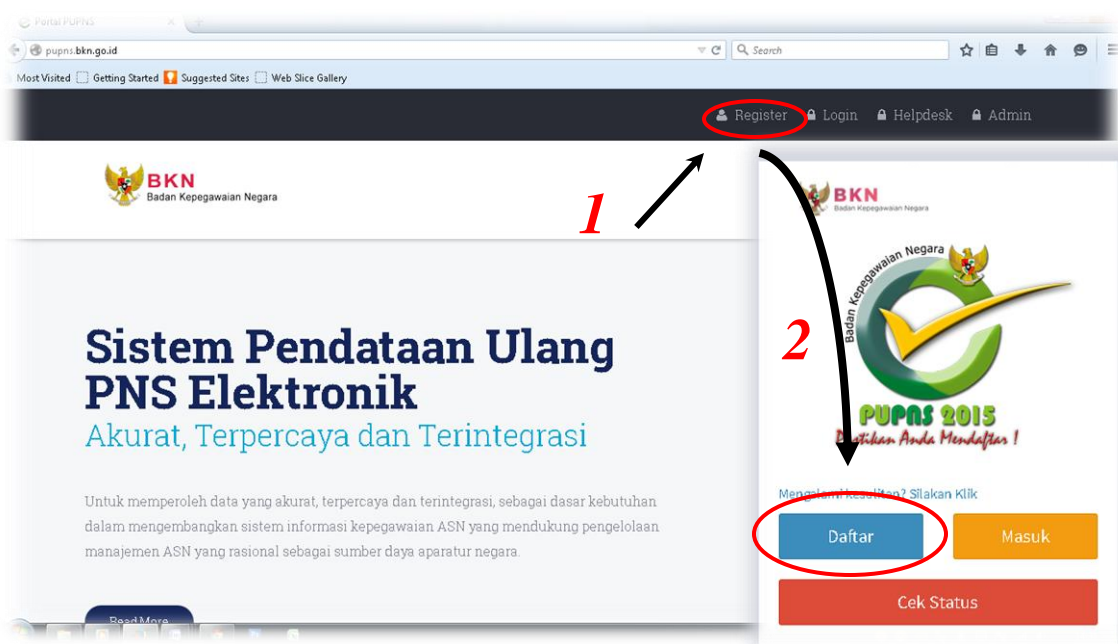 Portal PUPNS
pupns.bkn.go.id
Search
Most Visited Getting Started Suggested Sites Web Slice Gallery
Register Login Helpdesk Admin
BKN
Badan Kepegawaian Negara
1
Sistem Pendataan Ulang
PNS Elektronik
Akurat, Terpercaya dan Terintegrasi
Untuk memperoleh data yang akurat, terpercaya dan terintegrasi, sebagai dasar kebutuhan
dalam mengembangkan sistem informasi kepegawaian ASN yang mendukung pengelolaan
manajemen ASN yang rasional sebagai sumber daya aparatur negara.
Read More
BKN
Badan Kepegawaian Negara
Badan Kepegawaian Negara
2
PUPNS 2015
Pastikan Anda Mendaftar !
Mengalami kesulitan? Silakan Klik
Daftar
Masuk
Cek Status